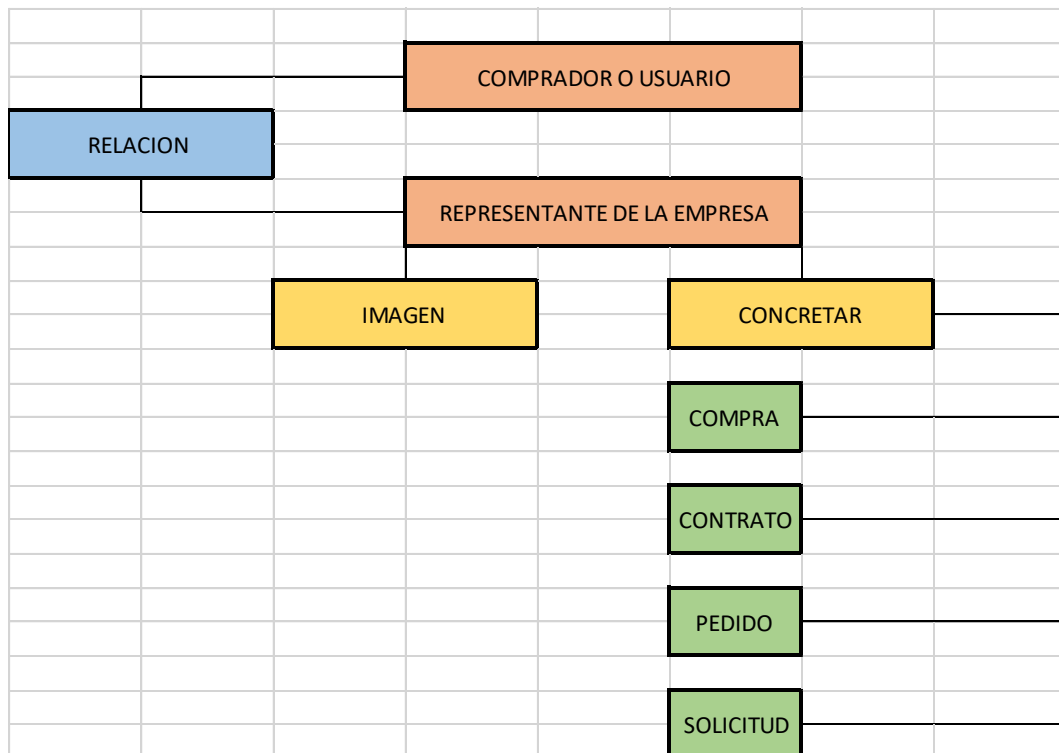 COMPRADOR O USUARIO
RELACION
REPRESENTANTE DE LA EMPRESA
IMAGEN
CONCRETAR
COMPRA
CONTRATO
PEDIDO
SOLICITUD